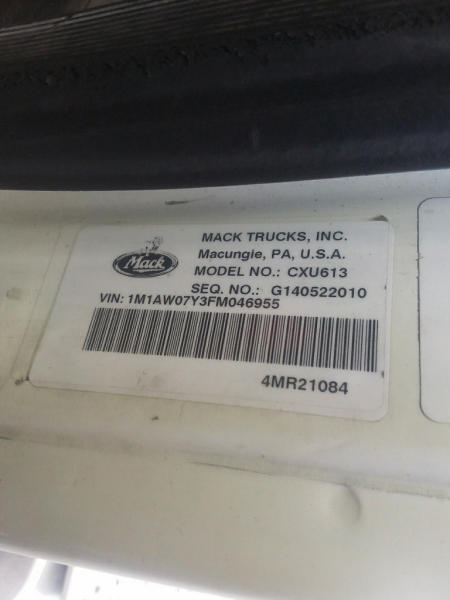 Mack
MACK TRUCKS, INC.
Macungie, PA, U.S.A.
MODEL NO.: CXU613
SEQ. NO.: G140522010
VIN: 1M1AW07Y3FM046955
4MR21084